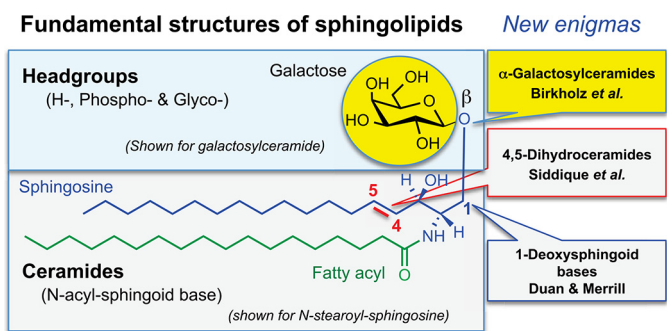 Fundamental structures of sphingolipids
New enigmas
Headgroups
(H-, Phospho- & Glyco-)
(Shown for galactosylceramide)
Galactose
OH
OH
O
β
HO
OH
O
α-Galactosylceramides
Birkholz et al.
4,5-Dihydroceramides
Siddique et al.
1-Deoxysphingoid
bases
Duan & Merrill
Sphingosine
H
OH
5
4
1
NH
H
Fatty acyl
O
Ceramides
(N-acyl-sphingoid base)
(shown for N-stearoyl-sphingosine)